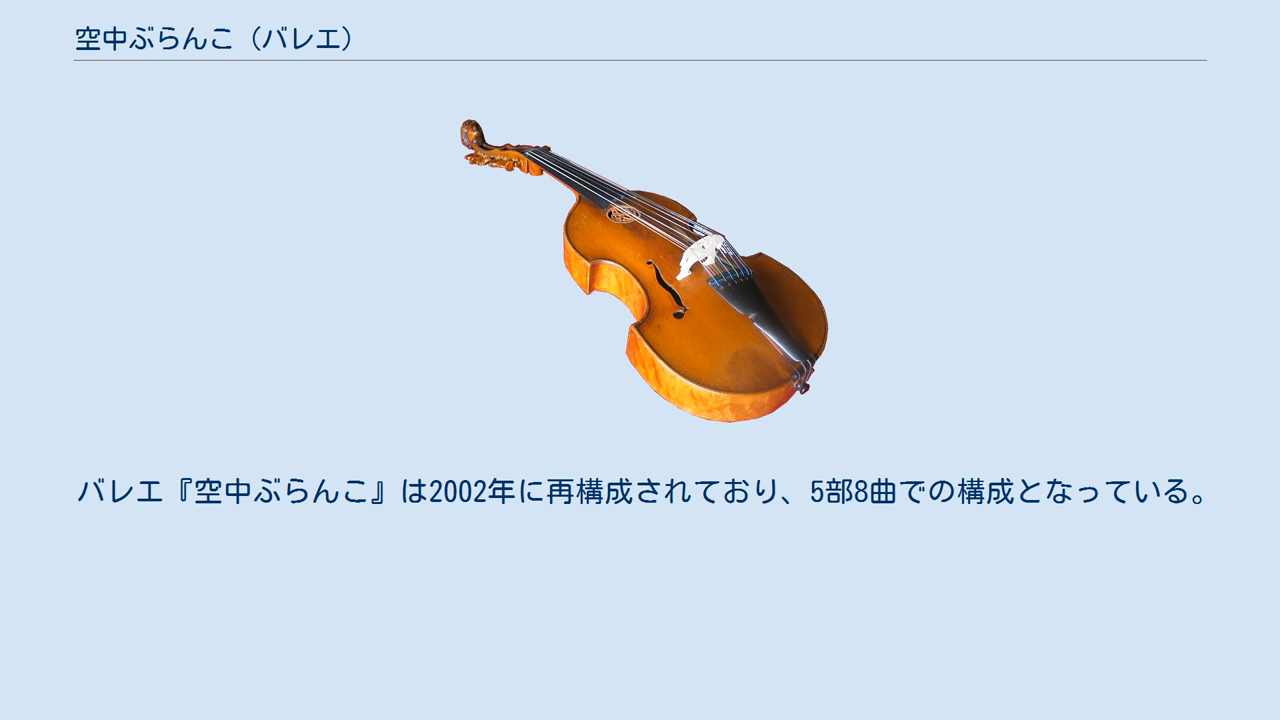 空中ぶらんこ（バレエ）
バレエ『空中ぶらんこ』は2002年に再構成されており、5部8曲での構成となっている。